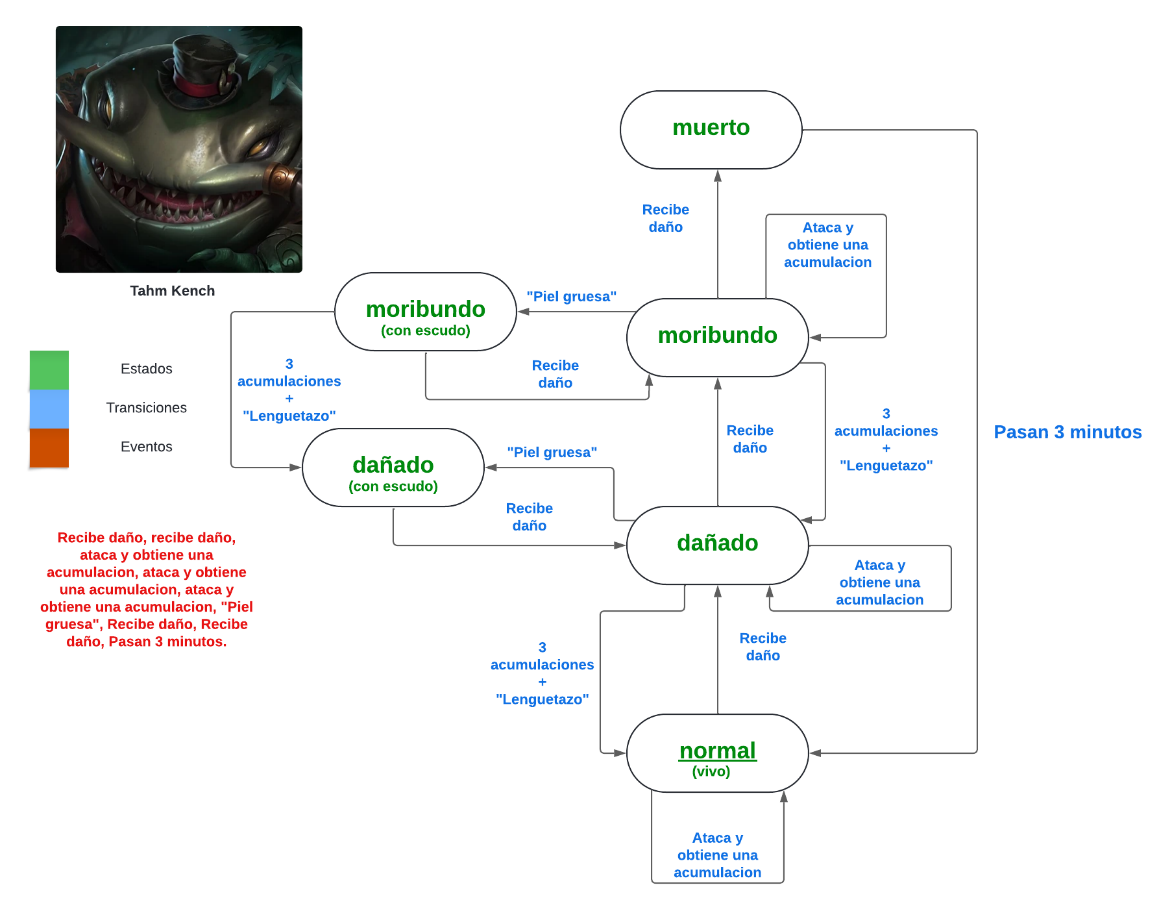 muerto
Recibe
daño
Ataca y
obtiene una
acumulacion
Tahm Kench
moribundo
(con escudo)
"Piel gruesa"
moribundo
3
acumulaciones
+
"Lenguetazo"
Recibe
daño
Estados
Transiciones
Eventos
Recibe
daño
3
acumulaciones
+
"Lenguetazo"
Pasan 3 minutos
dañado
(con escudo)
"Piel gruesa"
Recibe
daño
dañado
Ataca y
obtiene una
acumulacion
Recibe daño, recibe daño,
ataca y obtiene una
acumulacion, ataca y obtiene
una acumulacion, ataca y
obtiene una acumulacion, "Piel
gruesa", Recibe daño, Recibe
daño, Pasan 3 minutos.
3
acumulaciones
+
"Lenguetazo"
Recibe
daño
normal
(vivo)
Ataca y
obtiene una
acumulacion